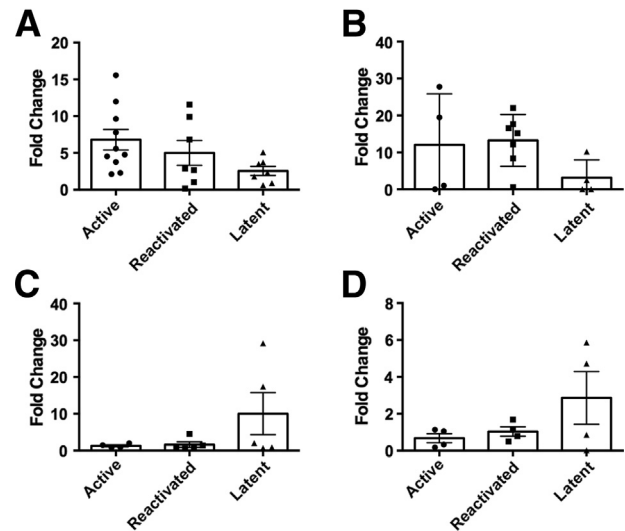 A
B
20
15
10
5
0
Fold Change
Active
Reactivated
Latent
40
30
20
10
0
Fold Change
Active
Reactivated
Latent
C
D
40
30
20
10
0
Fold Change
Active
Reactivated
Latent
8
6
4
2
0
Fold Change
Active
Reactivated
Latent